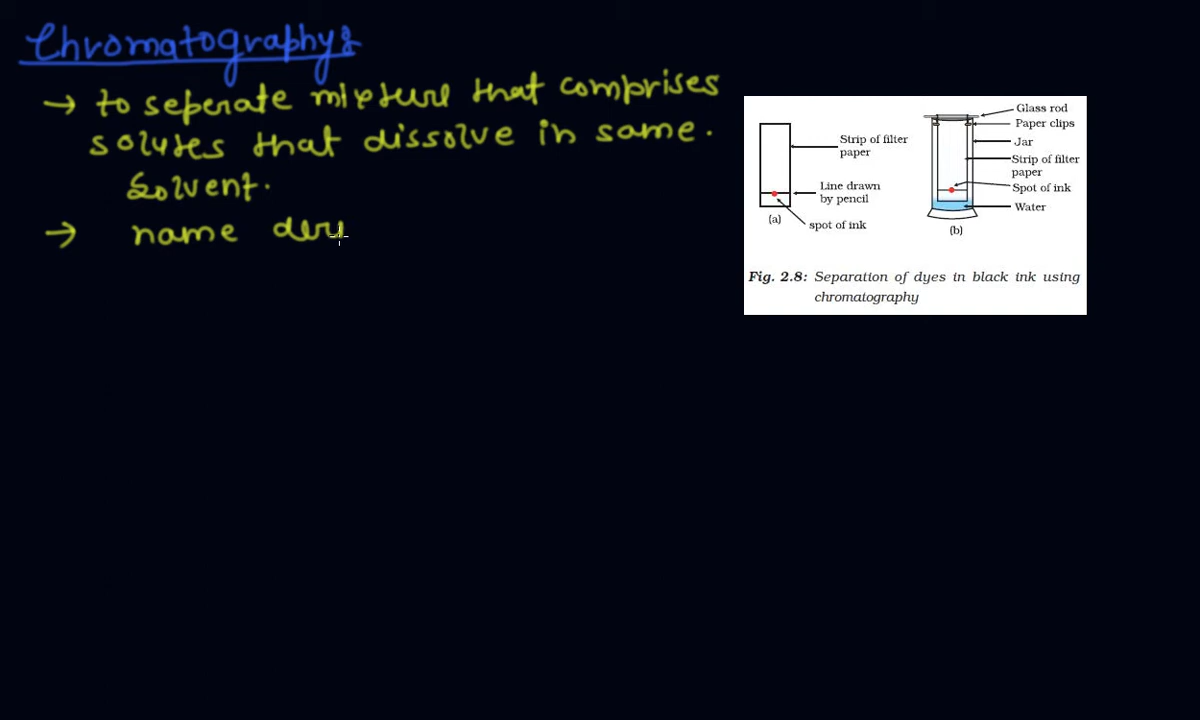 Chromatography:
→ to seperate mixture that comprises
solutes that dissolve in same.
Solvent.
→ name der
Strip of filter
paper
Line drawn
by pencil
spot of ink
(a)
Glass rod
Paper clips
Jar
Strip of filter
paper
Spot of ink
Water
(b)
Fig. 2.8: Separation of dyes in black ink using
chromatography